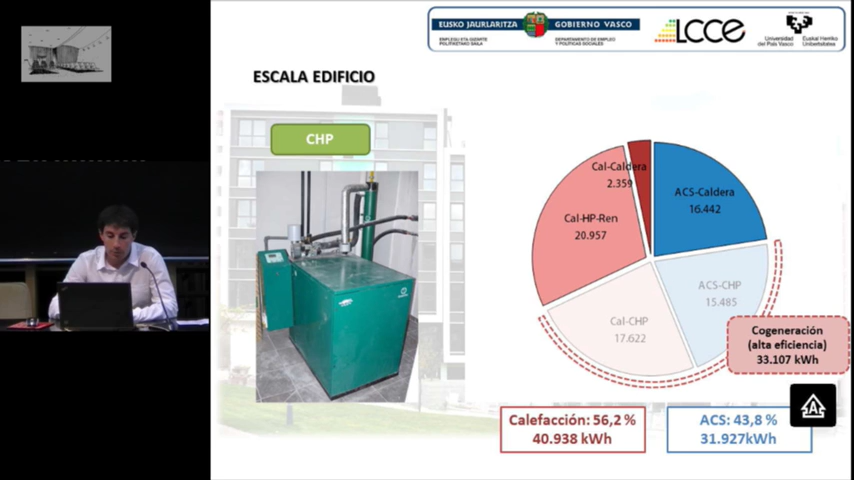 EUSKO JAURLARITZA
GOBIERNO VASCO
ENPLEGU ETA GIZARTE
POLITIKETAKO SAILA
DEPARTAMENTO DE EMPLEO
Y POLÍTICAS SOCIALES
LCCE
Universidad
del País Vasco
Euskal Herriko
Unibertsitatea
ESCALA EDIFICIO
CHP
Cal-Caldera
2.359
ACS-Caldera
16.442
Cal-HP-Ren
20.957
ACS-CHP
15.485
Cal-CHP
17.622
Cogeneración
(alta eficiencia)
33.107 kWh
Calefacción: 56,2 %
40.938 kWh
ACS: 43,8 %
31.927kWh